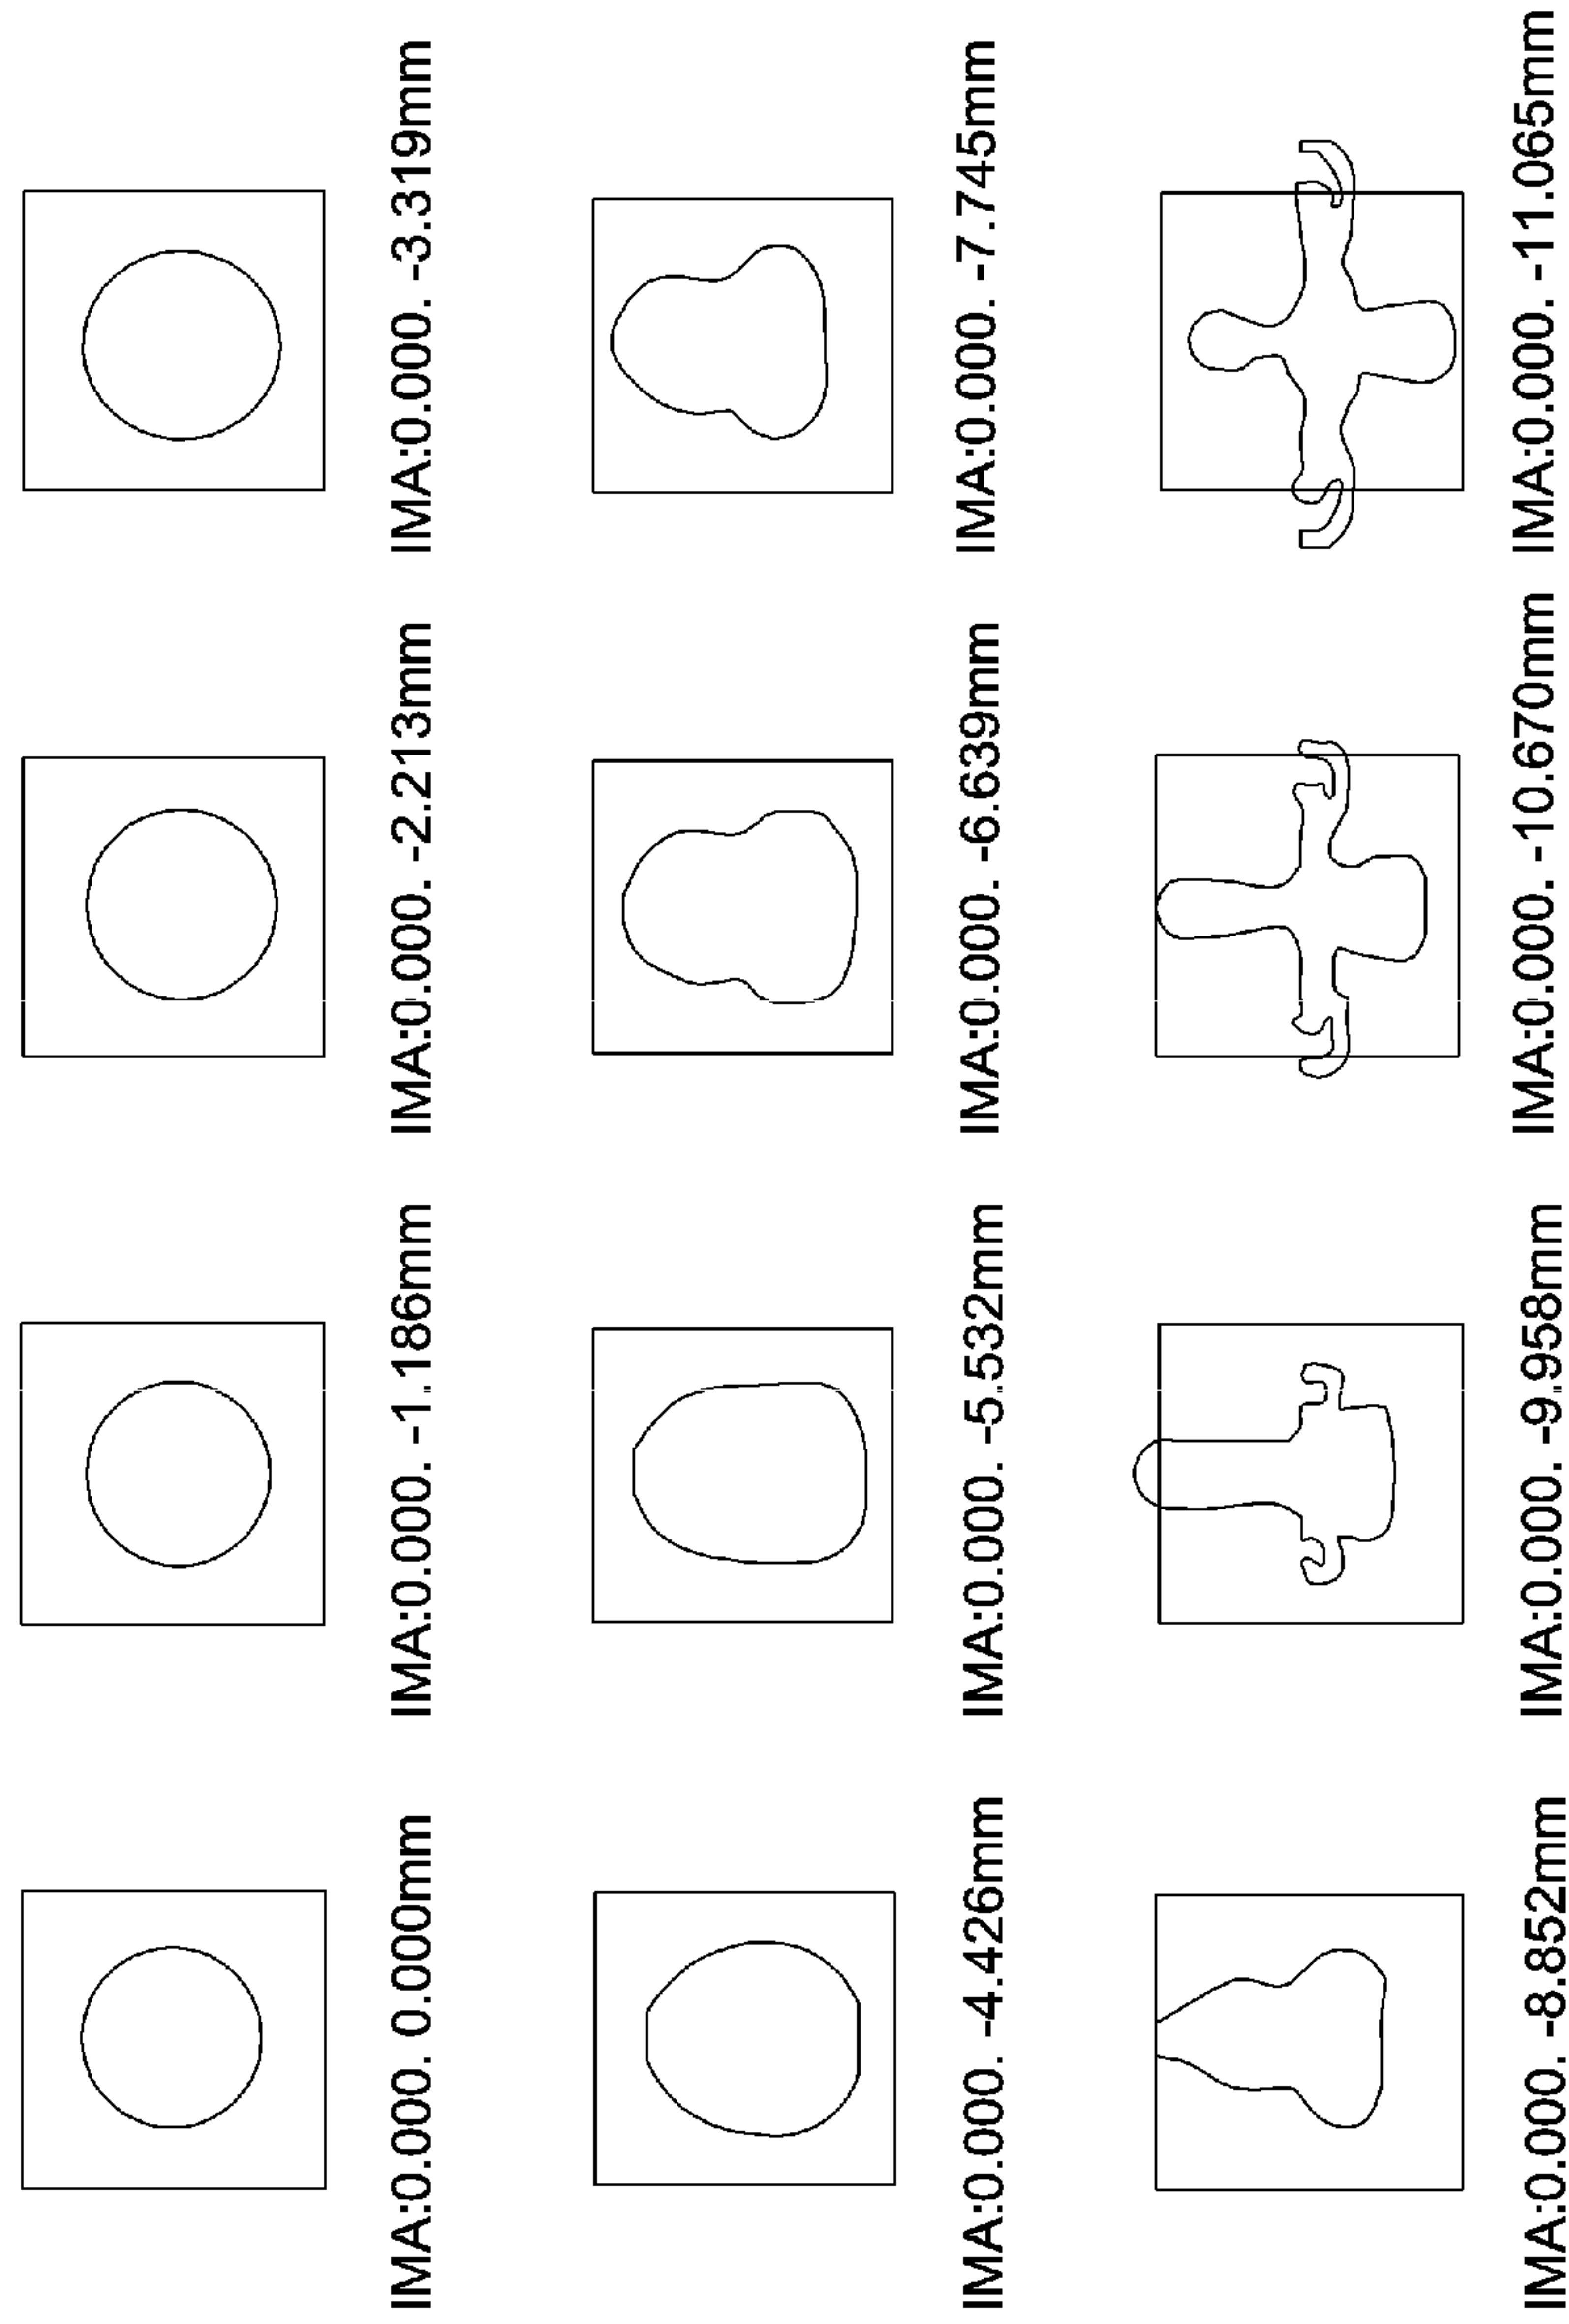 IMA:0.000. 0.000mm
IMA:0.000. -1.186mm
IMA:0.000. -2.213mm
IMA:0.000. -3.319mm
IMA:0.000. -4.426mm
IMA:0.000. -5.532mm
IMA:0.000. -6.639mm
IMA:0.000. -7.745mm
IMA:0.000. -8.852mm
IMA:0.000. -9.958mm
IMA:0.000. -10.670mm
IMA:0.000. -11.065mm